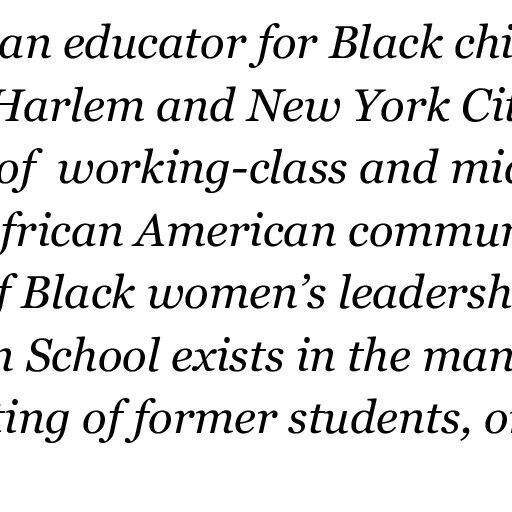 an educator for Black chi
Harlem and New York Cit
of  working-class and mid
frican American commun
f Black women’s leadersh
n School exists in the man
ting of former students, or